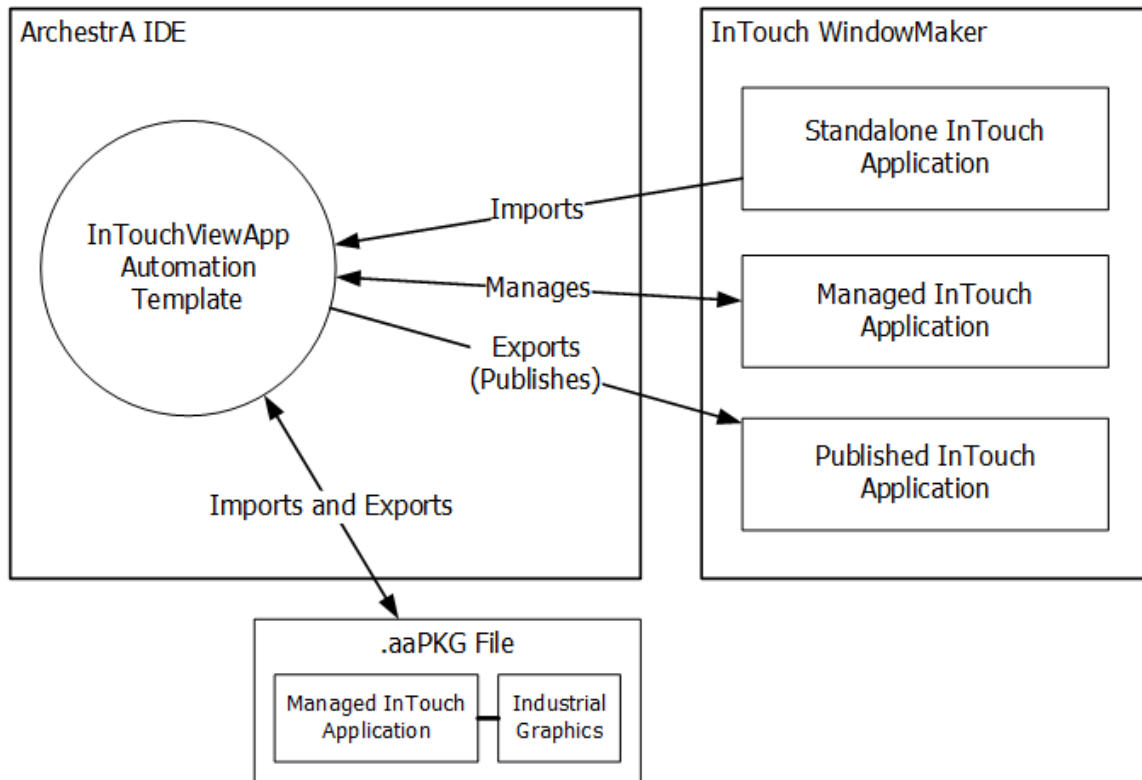 ArchestrA IDE
InTouchViewApp
Automation
Template
Imports
Manages
Exports
(Publishes)
Imports and Exports
InTouch WindowMaker
Standalone InTouch
Application
Managed InTouch
Application
Published InTouch
Application
.aaPKG File
Managed InTouch
Application
Industrial
Graphics